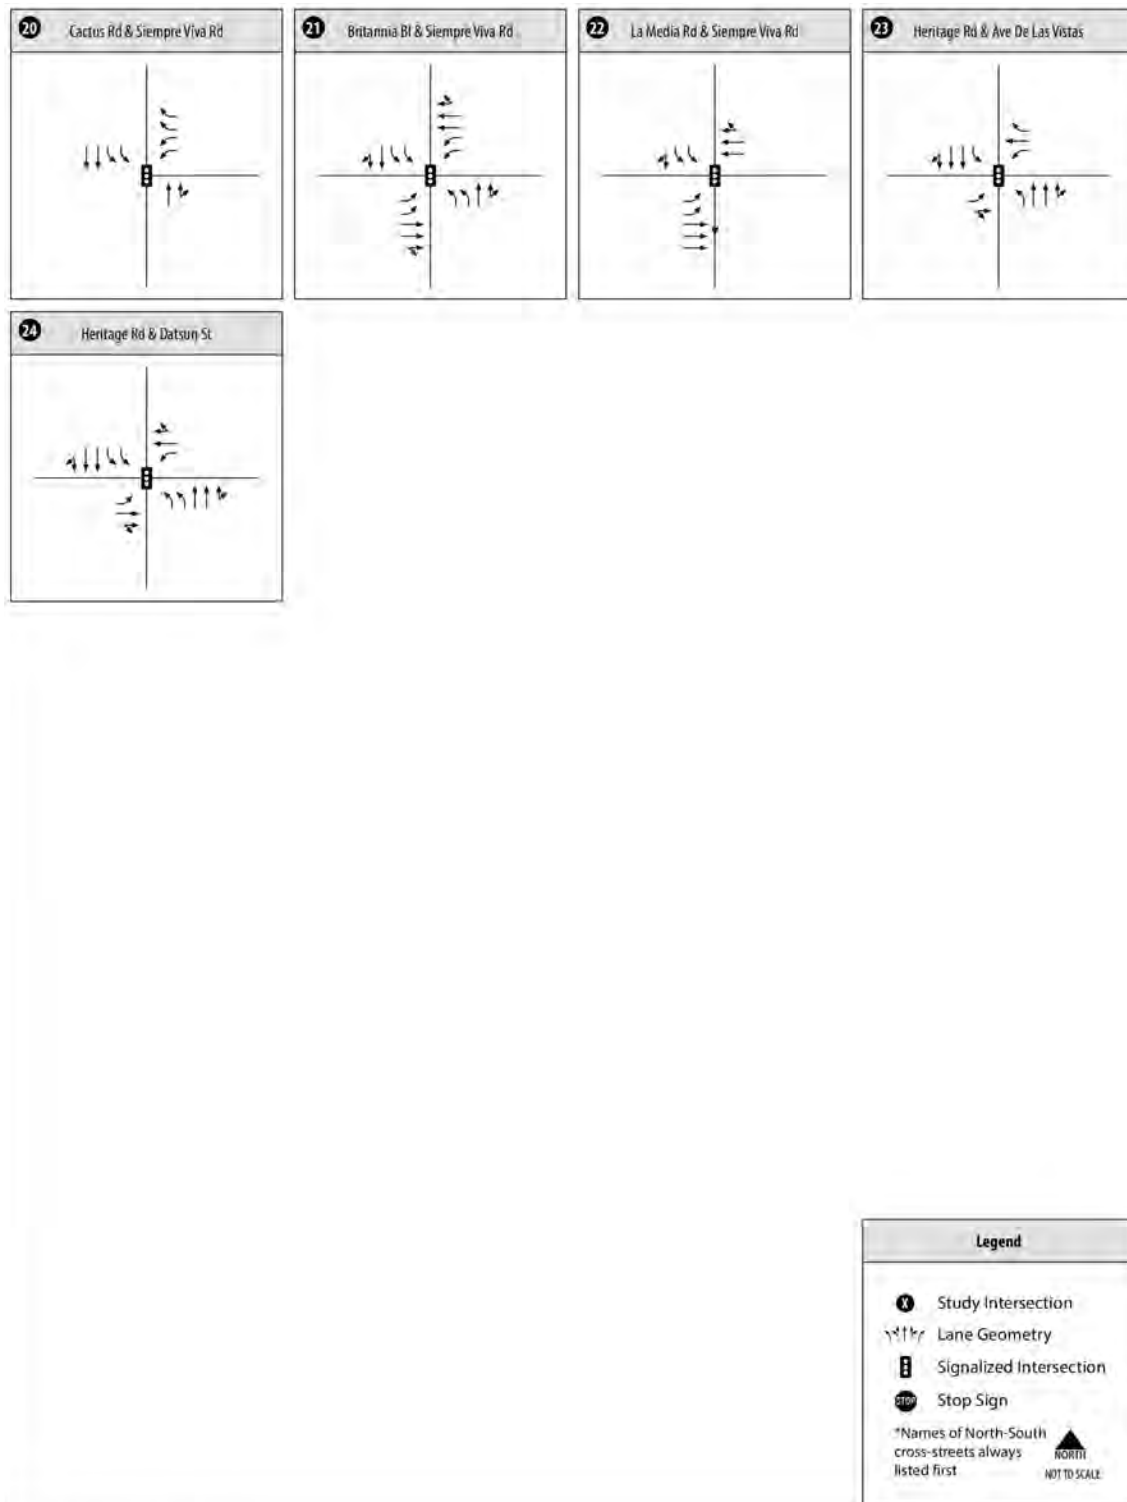 20 Cactus Rd & Siempre Viva Rd
21 Britannia Bl & Siempre Viva Rd
22 La Media Rd & Siempre Viva Rd
23 Heritage Rd & Ave De Las Vistas
24 Heritage Rd & Datsun St
Legend
X Study Intersection
Lane Geometry
Signalized Intersection
STOP Stop Sign
*Names of North-South
cross-streets always
listed first
NORTH
NOT TO SCALE